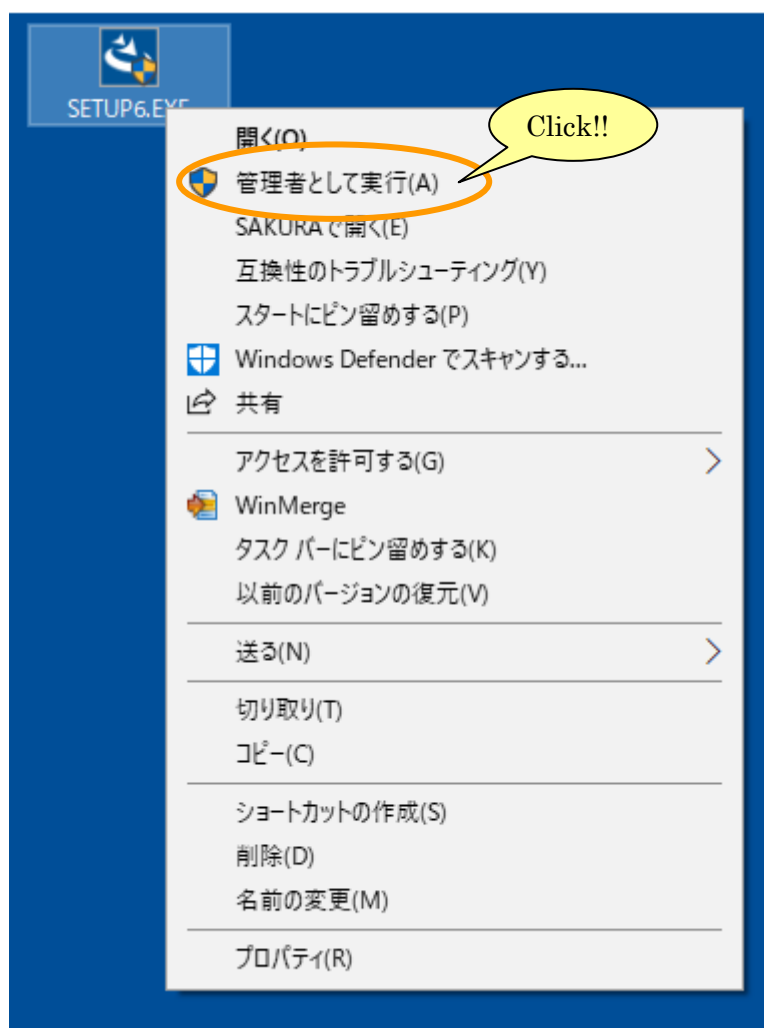 SETUP6.EXE
Click!!
開く(O)
管理者として実行(A)
SAKURAで開く(E)
互換性のトラブルシューティング(Y)
スタートにピン留めする(P)
Windows Defender でスキャンする...
共有
アクセスを許可する(G)
WinMerge
タスク バーにピン留めする(K)
以前のバージョンの復元(V)
送る(N)
切り取り(T)
コピー(C)
ショートカットの作成(S)
削除(D)
名前の変更(M)
プロパティ(R)